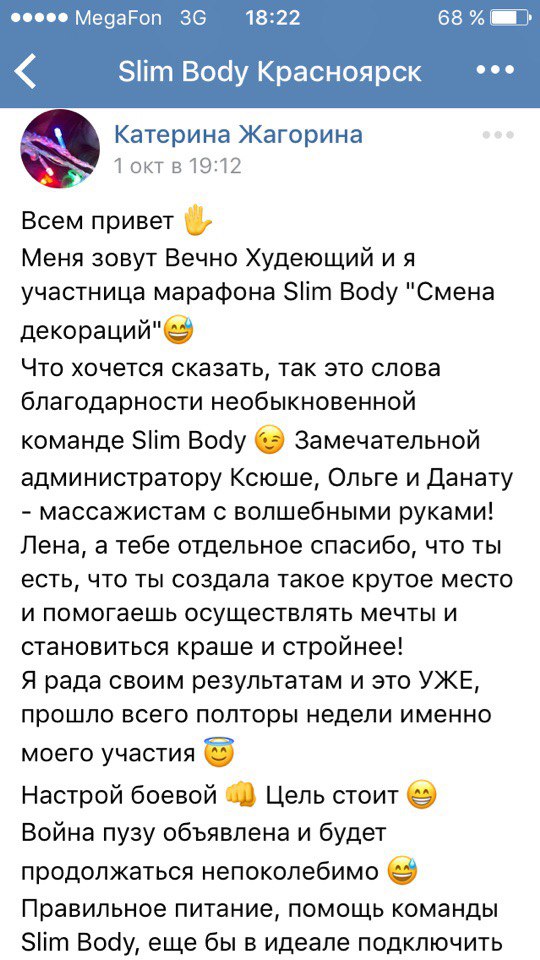 MegaFon 3G 18:22 68 %
Slim Body Красноярск
Катерина Жагорина
1 окт в 19:12
Всем привет ✋
Меня зовут Вечно Худеющий и я
участница марафона Slim Body "Смена
декораций"😅
Что хочется сказать, так это слова
благодарности необыкновенной
команде Slim Body 😉 Замечательной
администратору Ксюше, Ольге и Данату
- массажистам с волшебными руками!
Лена, а тебе отдельное спасибо, что ты
есть, что ты создала такое крутое место
и помогаешь осуществлять мечты и
становиться краше и стройнее!
Я рада своим результатам и это УЖЕ,
прошло всего полторы недели именно
моего участия 😇
Настрой боевой 👊 Цель стоит 😁
Война пузу объявлена и будет
продолжаться непоколебимо 😅
Правильное питание, помощь команды
Slim Body, еще бы в идеале подключить